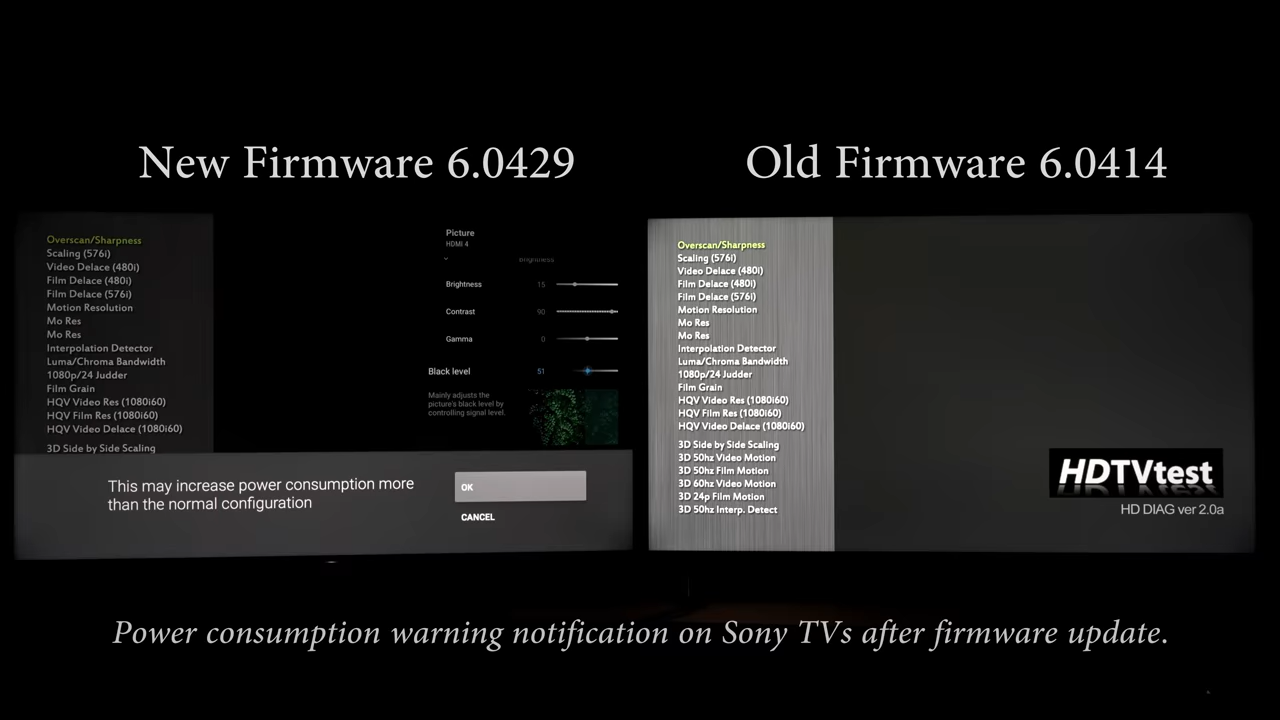 New Firmware 6.0429
Old Firmware 6.0414
Overscan/Sharpness
Scaling (576i)
Video Delace (480i)
Film Delace (480i)
Film Delace (576i)
Motion Resolution
Mo Res
Mo Res
Interpolation Detector
Luma/Chroma Bandwidth
1080p/24 Judder
Film Grain
HQV Video Res (1080i60)
HQV Film Res (1080i60)
HQV Video Delace (1080i60)
3D Side by Side Scaling
Picture
HDMI 4
Brightness
Brightness 15
Contrast 90
Gamma 0
Black level 51
Mainly adjusts the
picture's black level by
controlling signal level.
This may increase power consumption more
than the normal configuration
OK
CANCEL
Overscan/Sharpness
Scaling (576i)
Video Delace (480i)
Film Delace (480i)
Film Delace (576i)
Motion Resolution
Mo Res
Mo Res
Interpolation Detector
Luma/Chroma Bandwidth
1080p/24 Judder
Film Grain
HQV Video Res (1080i60)
HQV Film Res (1080i60)
HQV Video Delace (1080i60)
3D Side by Side Scaling
3D 50hz Video Motion
3D 50hz Film Motion
3D 60hz Video Motion
3D 24p Film Motion
3D 50hz Interp. Detect
HDTVtest
HD DIAG ver 2.0a
Power consumption warning notification on Sony TVs after firmware update.